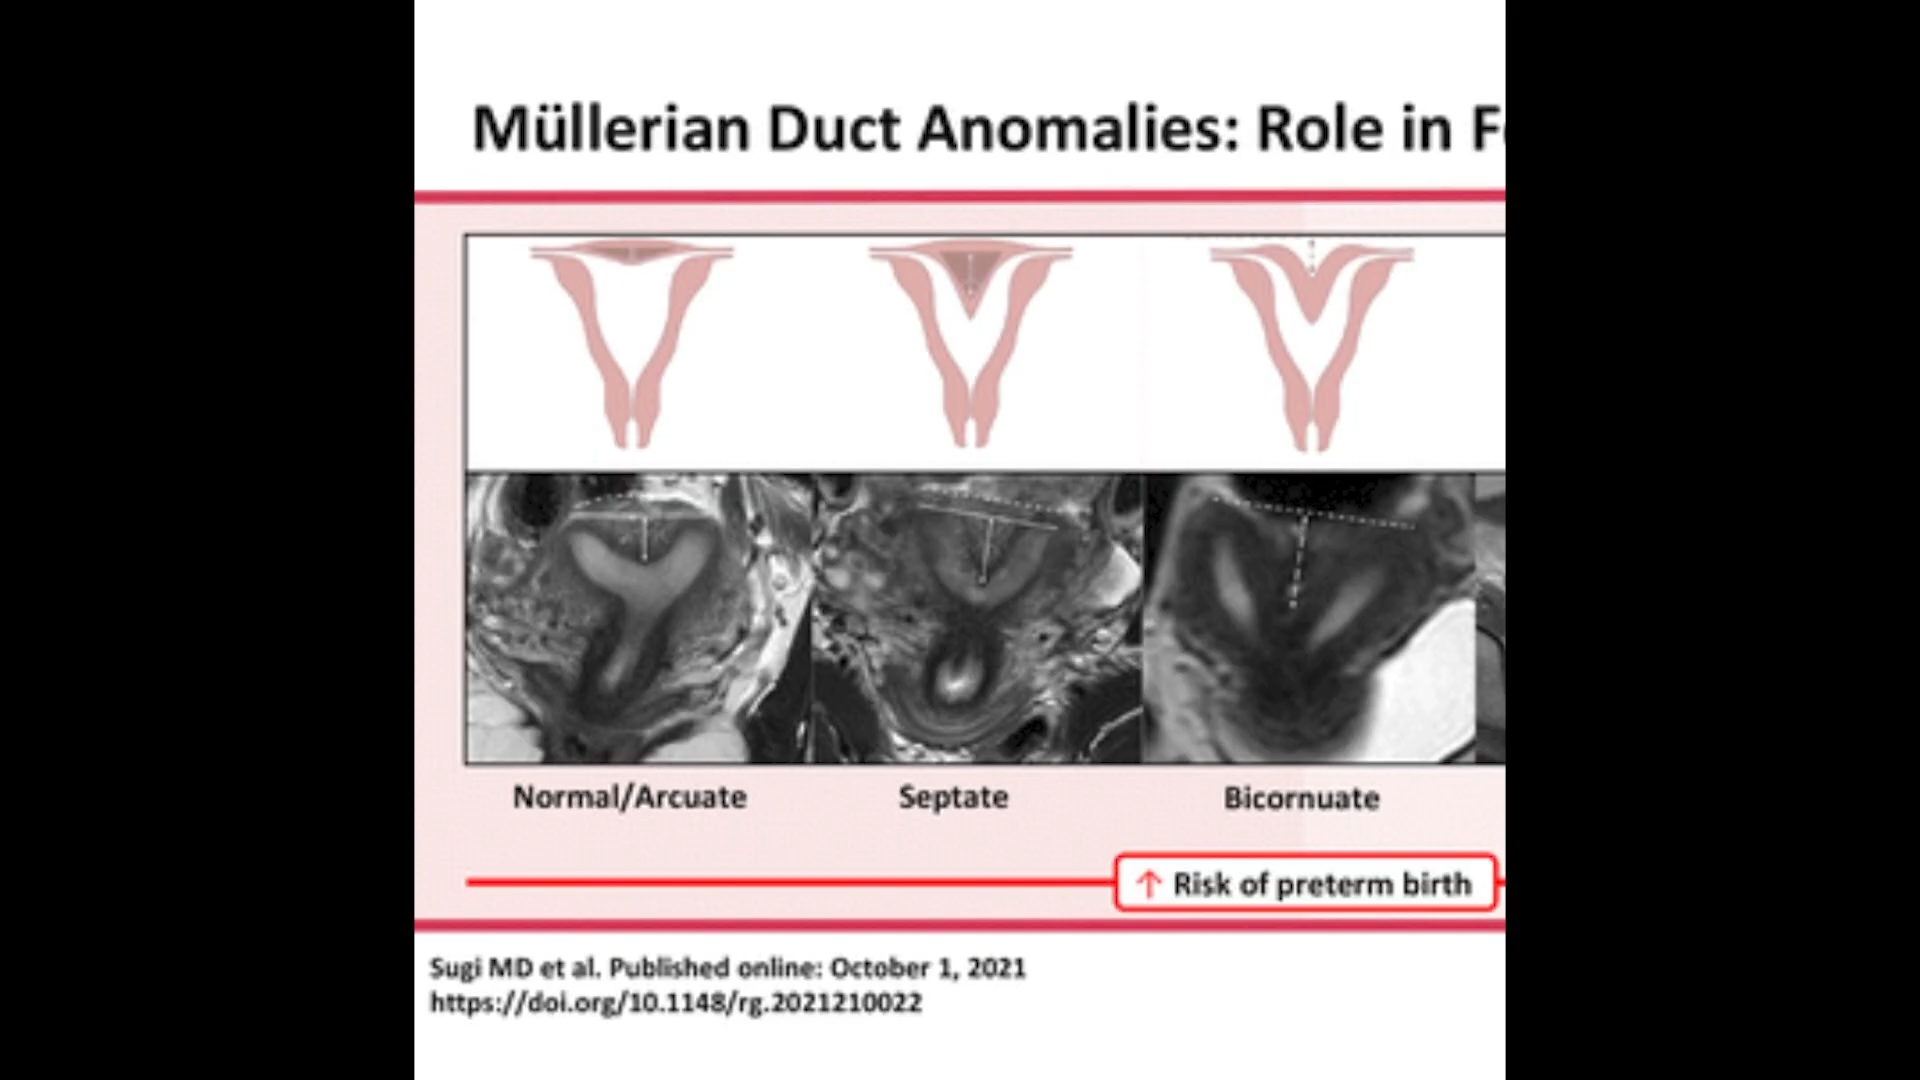 Müllerian Duct Anomalies: Role in
Normal/Arcuate
Septate
Bicornuate
↑ Risk of preterm birth
Sugi MD et al. Published online: October 1, 2021
https://doi.org/10.1148/rg.2021210022